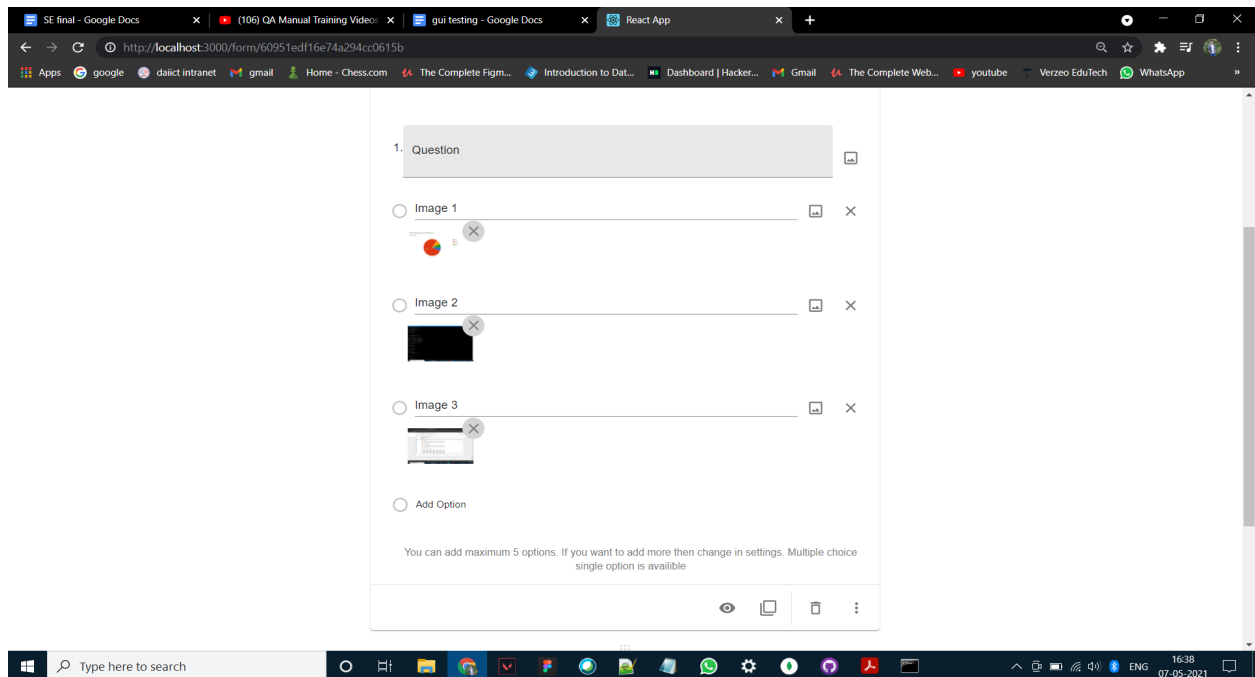 SE final - Google Docs
(106) QA Manual Training Videos
gui testing - Google Docs
React App
http://localhost:3000/form/60951edf16e74a294cc0615b
Apps google daiict intranet gmail Home - Chess.com The Complete Figm... Introduction to Dat... Dashboard | Hacker... Gmail The Complete Web... youtube Verzeo EduTech WhatsApp »
1. Question
Image 1
Image 2
Image 3
Add Option
You can add maximum 5 options. If you want to add more then change in settings. Multiple choice
single option is availible
Type here to search
ENG
16:38
07-05-2021